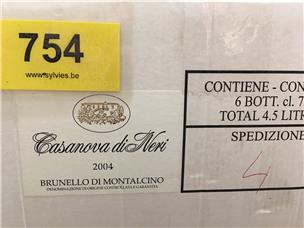 754
www.sylvies.be
Casanova di Neri
2004
BRUNELLO DI MONTALCINO
DENOMINAZIONE DI ORIGINE CONTROLLATA E GARANTITA
CONTIENE - CON
6 BOTT. cl. 7
TOTAL 4.5 LITR
SPEDIZIONE
4